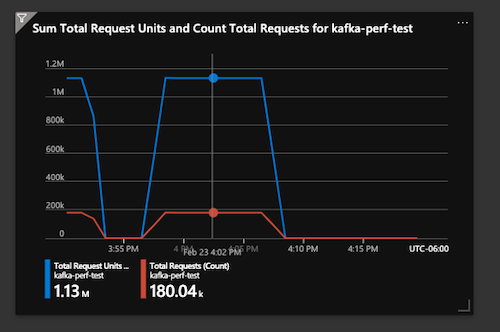 Sum Total Request Units and Count Total Requests for kafka-perf-test
1.2M
1M
800k
600k
400k
200k
0
3:55 PM 4 PM 4:05 PM 4:10 PM 4:15 PM UTC-06:00
Feb 23 4:02 PM
Total Request Units ...
kafka-perf-test
1.13 M
Total Requests (Count)
kafka-perf-test
180.04 k